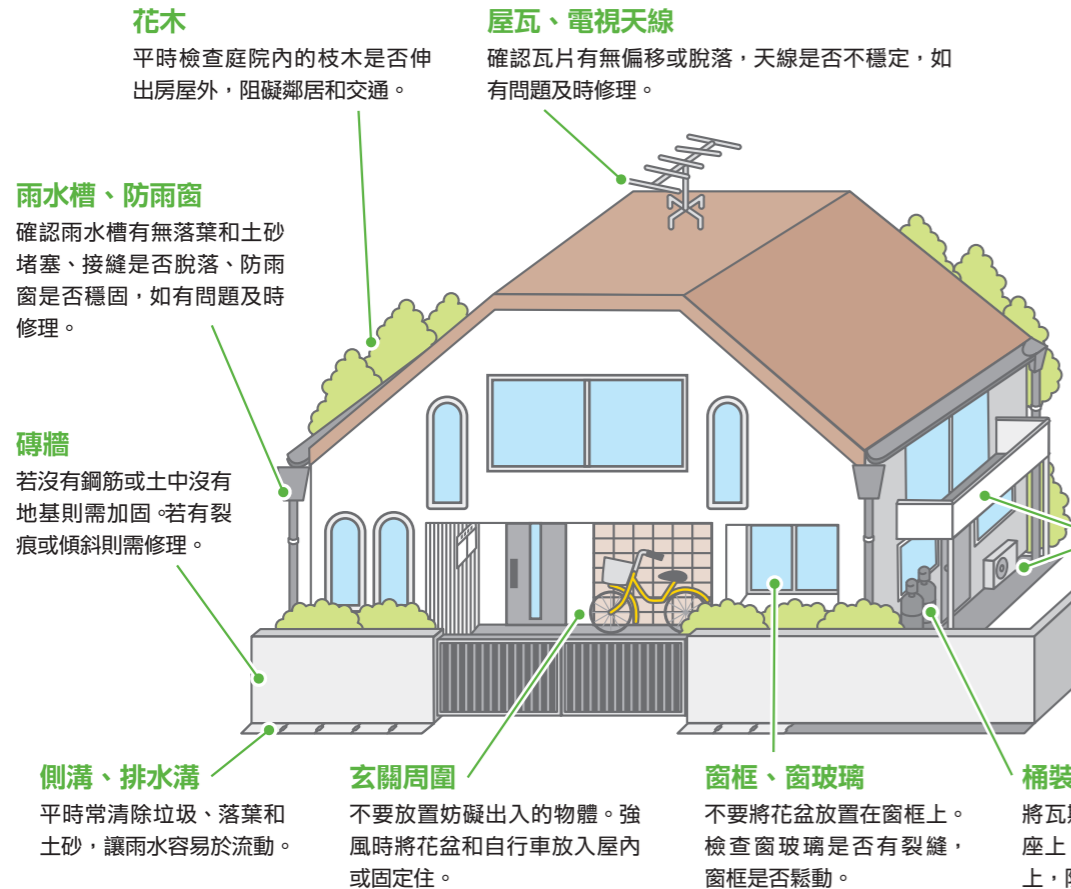 花木
平時檢查庭院內的枝木是否伸
出房屋外，阻礙鄰居和交通。
屋瓦、電視天線
確認瓦片有無偏移或脫落，天線是否不穩定，如
有問題及時修理。
雨水槽、防雨窗
確認雨水槽有無落葉和土砂
堵塞、接縫是否脫落、防雨
窗是否穩固，如有問題及時
修理。
磚牆
若沒有鋼筋或土中沒有
地基則需加固。若有裂
痕或傾斜則需修理。
側溝、排水溝
平時常清除垃圾、落葉和
土砂，讓雨水容易於流動。
玄關周圍
不要放置妨礙出入的物體。強
風時將花盆和自行車放入屋內
或固定住。
窗框、窗玻璃
不要將花盆放置在窗框上。
檢查窗玻璃是否有裂縫，
窗框是否鬆動。
桶裝
將瓦
座上
上，